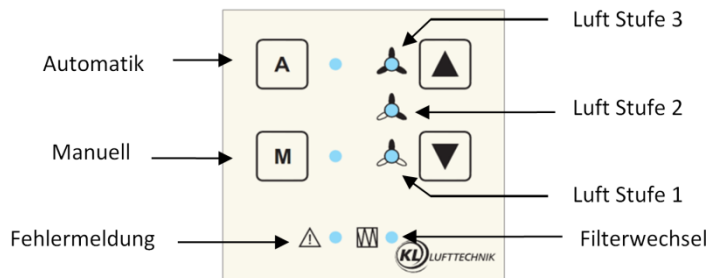 Luft Stufe 3
Automatik
A
Luft Stufe 2
Manuell
M
Luft Stufe 1
Fehlermeldung
Filterwechsel
KL LUFTTECHNIK